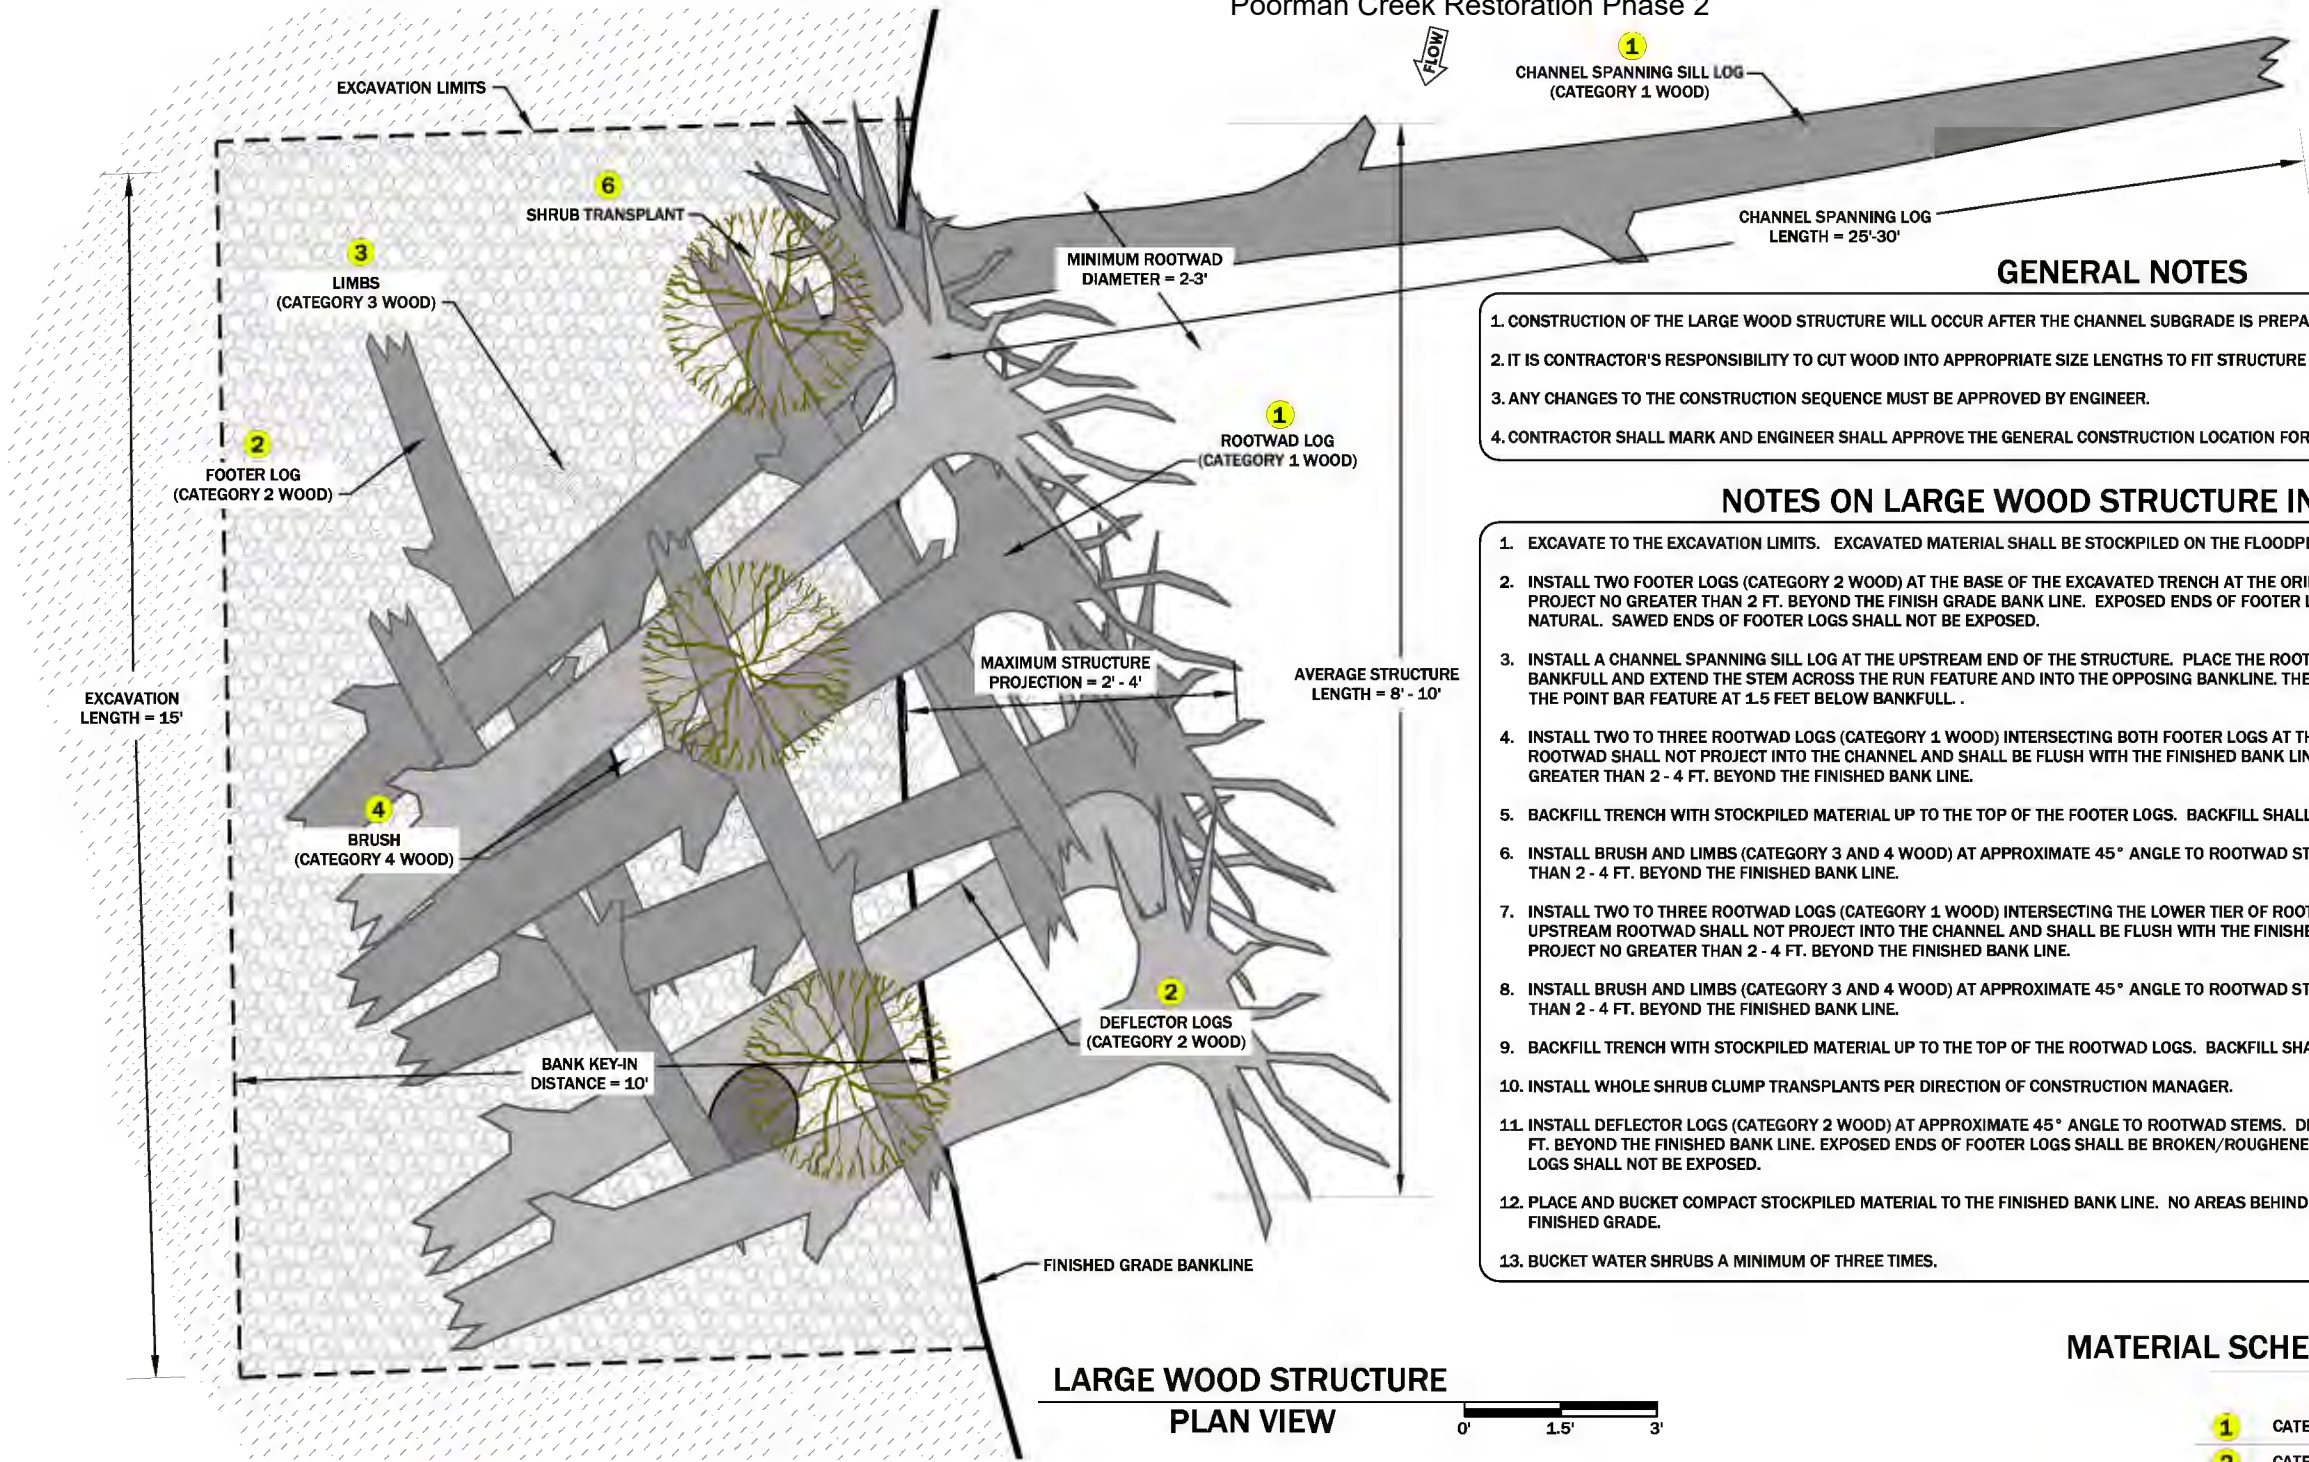 Poorman Creek Restoration Phase 2
FLOW
1
CHANNEL SPANNING SILL LOG
(CATEGORY 1 WOOD)
EXCAVATION LIMITS
6
SHRUB TRANSPLANT
3
LIMBS
(CATEGORY 3 WOOD)
CHANNEL SPANNING LOG
LENGTH = 25'-30'
MINIMUM ROOTWAD
DIAMETER = 2-3'
2
FOOTER LOG
(CATEGORY 2 WOOD)
1
ROOTWAD LOG
(CATEGORY 1 WOOD)
MAXIMUM STRUCTURE
PROJECTION = 2' - 4'
AVERAGE STRUCTURE
LENGTH = 8' - 10'
EXCAVATION
LENGTH = 15'
4
BRUSH
(CATEGORY 4 WOOD)
2
DEFLECTOR LOGS
(CATEGORY 2 WOOD)
BANK KEY-IN
DISTANCE = 10'
FINISHED GRADE BANKLINE
LARGE WOOD STRUCTURE
PLAN VIEW
0' 1.5' 3'
GENERAL NOTES
1. CONSTRUCTION OF THE LARGE WOOD STRUCTURE WILL OCCUR AFTER THE CHANNEL SUBGRADE IS PREPA
2. IT IS CONTRACTOR'S RESPONSIBILITY TO CUT WOOD INTO APPROPRIATE SIZE LENGTHS TO FIT STRUCTURE
3. ANY CHANGES TO THE CONSTRUCTION SEQUENCE MUST BE APPROVED BY ENGINEER.
4. CONTRACTOR SHALL MARK AND ENGINEER SHALL APPROVE THE GENERAL CONSTRUCTION LOCATION FOR
NOTES ON LARGE WOOD STRUCTURE IN
1. EXCAVATE TO THE EXCAVATION LIMITS. EXCAVATED MATERIAL SHALL BE STOCKPILED ON THE FLOODP
2. INSTALL TWO FOOTER LOGS (CATEGORY 2 WOOD) AT THE BASE OF THE EXCAVATED TRENCH AT THE ORI
PROJECT NO GREATER THAN 2 FT. BEYOND THE FINISH GRADE BANK LINE. EXPOSED ENDS OF FOOTER L
NATURAL. SAWED ENDS OF FOOTER LOGS SHALL NOT BE EXPOSED.
3. INSTALL A CHANNEL SPANNING SILL LOG AT THE UPSTREAM END OF THE STRUCTURE. PLACE THE ROOT
BANKFULL AND EXTEND THE STEM ACROSS THE RUN FEATURE AND INTO THE OPPOSING BANKLINE. THE
THE POINT BAR FEATURE AT 1.5 FEET BELOW BANKFULL. .
4. INSTALL TWO TO THREE ROOTWAD LOGS (CATEGORY 1 WOOD) INTERSECTING BOTH FOOTER LOGS AT TH
ROOTWAD SHALL NOT PROJECT INTO THE CHANNEL AND SHALL BE FLUSH WITH THE FINISHED BANK LIN
GREATER THAN 2 - 4 FT. BEYOND THE FINISHED BANK LINE.
5. BACKFILL TRENCH WITH STOCKPILED MATERIAL UP TO THE TOP OF THE FOOTER LOGS. BACKFILL SHALL
6. INSTALL BRUSH AND LIMBS (CATEGORY 3 AND 4 WOOD) AT APPROXIMATE 45° ANGLE TO ROOTWAD ST
THAN 2 - 4 FT. BEYOND THE FINISHED BANK LINE.
7. INSTALL TWO TO THREE ROOTWAD LOGS (CATEGORY 1 WOOD) INTERSECTING THE LOWER TIER OF ROOT
UPSTREAM ROOTWAD SHALL NOT PROJECT INTO THE CHANNEL AND SHALL BE FLUSH WITH THE FINISHE
PROJECT NO GREATER THAN 2 - 4 FT. BEYOND THE FINISHED BANK LINE.
8. INSTALL BRUSH AND LIMBS (CATEGORY 3 AND 4 WOOD) AT APPROXIMATE 45° ANGLE TO ROOTWAD ST
THAN 2 - 4 FT. BEYOND THE FINISHED BANK LINE.
9. BACKFILL TRENCH WITH STOCKPILED MATERIAL UP TO THE TOP OF THE ROOTWAD LOGS. BACKFILL SHA
10. INSTALL WHOLE SHRUB CLUMP TRANSPLANTS PER DIRECTION OF CONSTRUCTION MANAGER.
11. INSTALL DEFLECTOR LOGS (CATEGORY 2 WOOD) AT APPROXIMATE 45° ANGLE TO ROOTWAD STEMS. D
FT. BEYOND THE FINISHED BANK LINE. EXPOSED ENDS OF FOOTER LOGS SHALL BE BROKEN/ROUGHENE
LOGS SHALL NOT BE EXPOSED.
12. PLACE AND BUCKET COMPACT STOCKPILED MATERIAL TO THE FINISHED BANK LINE. NO AREAS BEHIND
FINISHED GRADE.
13. BUCKET WATER SHRUBS A MINIMUM OF THREE TIMES.
MATERIAL SCHE
1 CATE
2 CATE